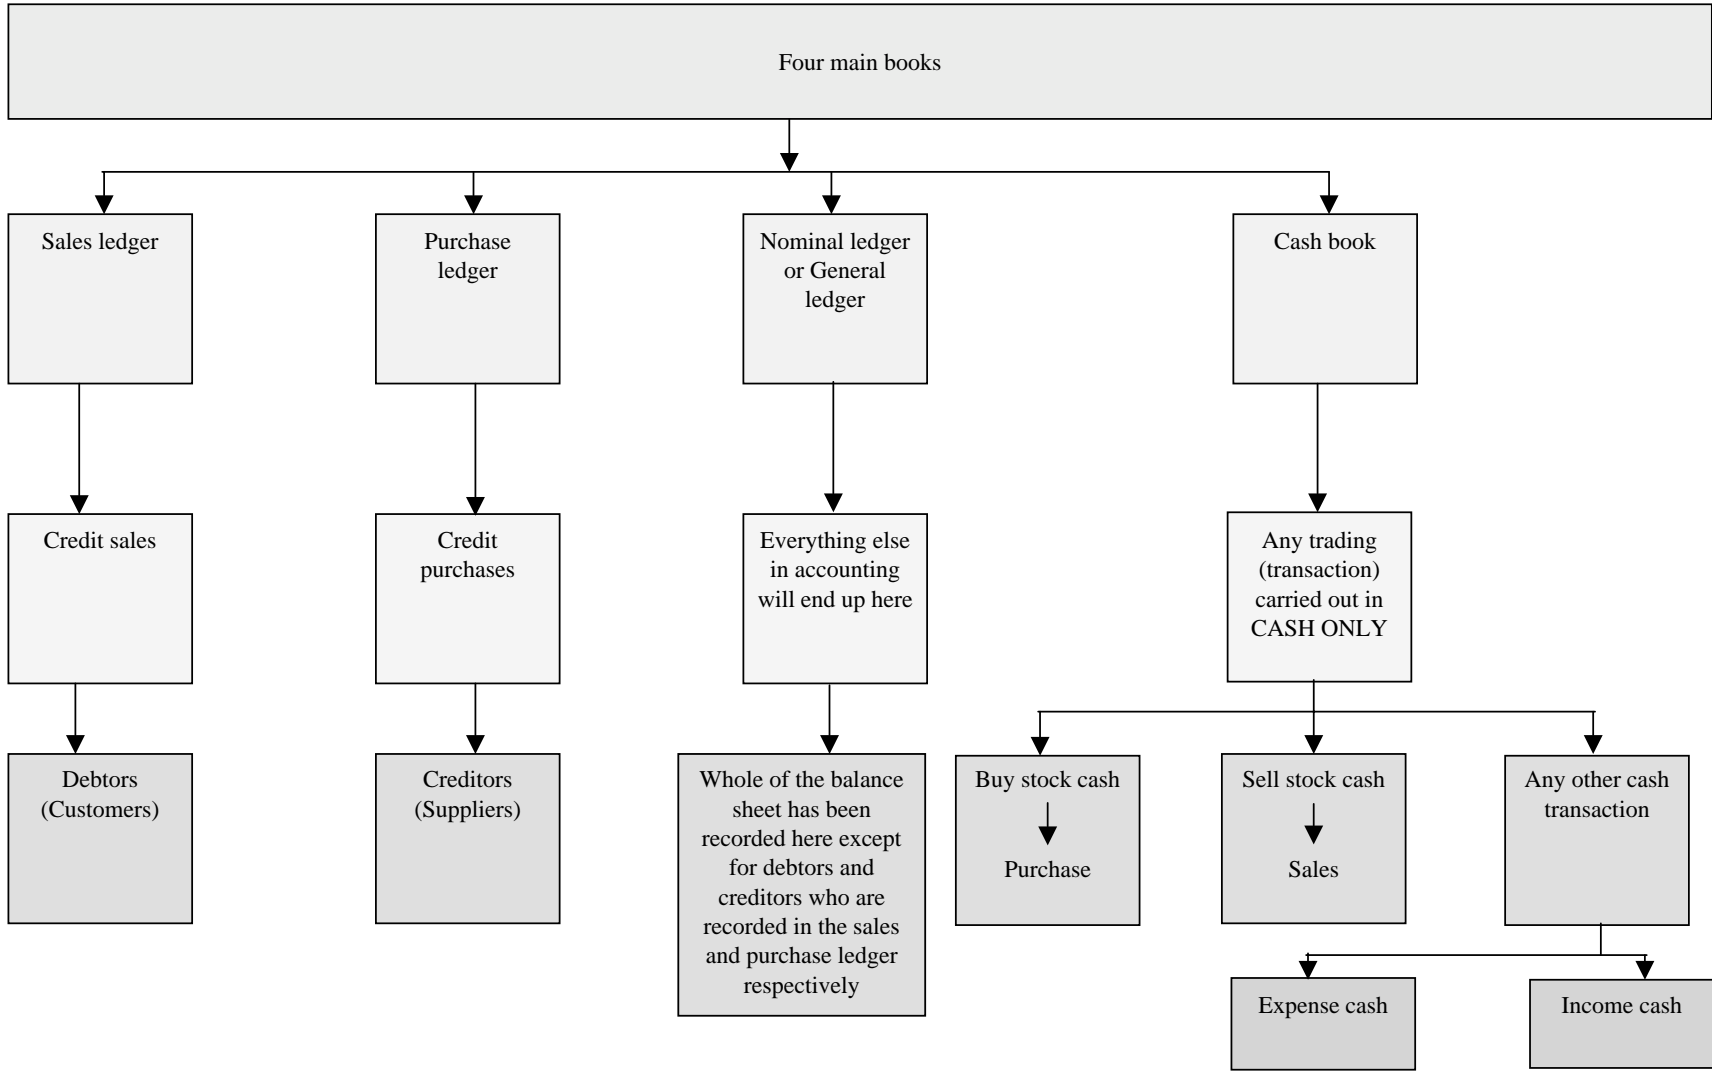 Four main books
Sales ledger
Purchase
ledger
Nominal ledger
or General
ledger
Cash book
Credit sales
Credit
purchases
Everything else
in accounting
will end up here
Any trading
(transaction)
carried out in
CASH ONLY
Debtors
(Customers)
Creditors
(Suppliers)
Whole of the balance
sheet has been
recorded here except
for debtors and
creditors who are
recorded in the sales
and purchase ledger
respectively
Buy stock cash
Purchase
Sell stock cash
Sales
Any other cash
transaction
Expense cash
Income cash